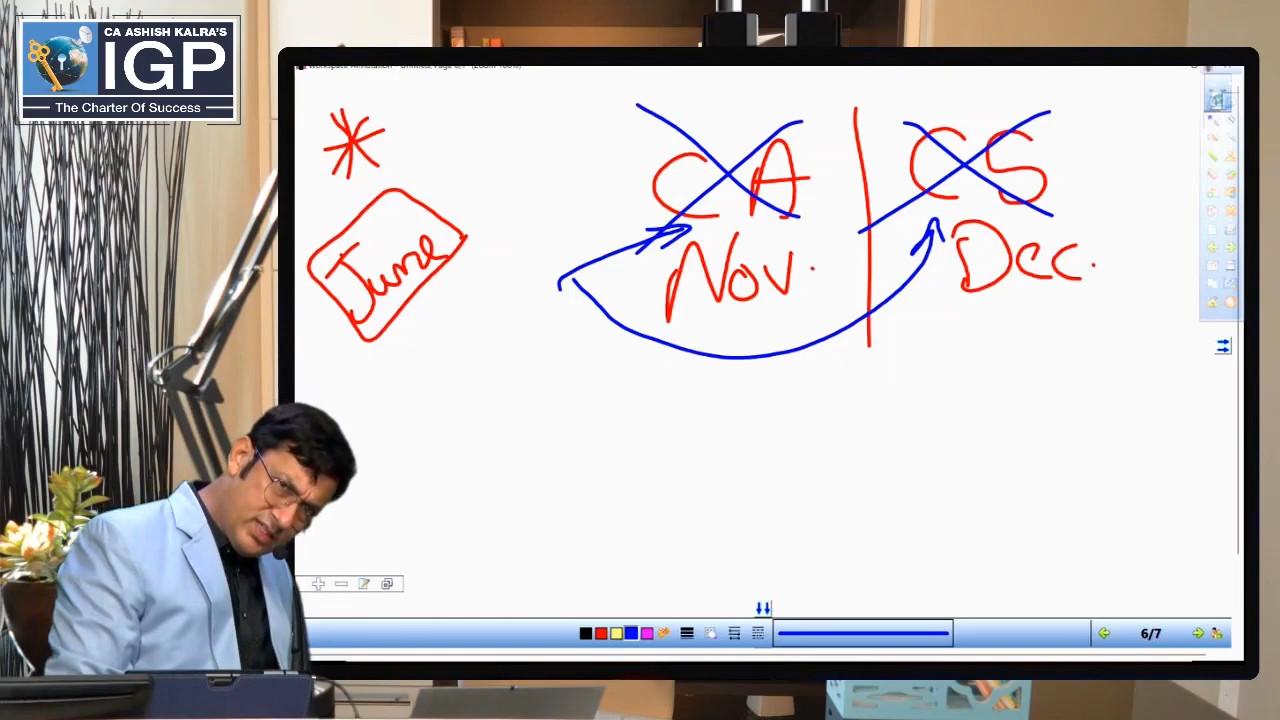 CA ASHISH KALRA'S
IGP
The Charter Of Success
CA
CS
June
Nov.
Dec.
6/7